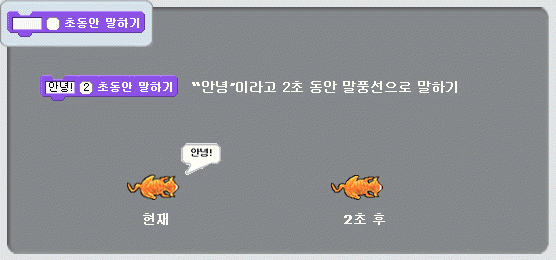 초동안 말하기
안녕! 2 초동안 말하기
“안녕”이라고 2초 동안 말풍선으로 말하기
안녕!
현재
2초 후